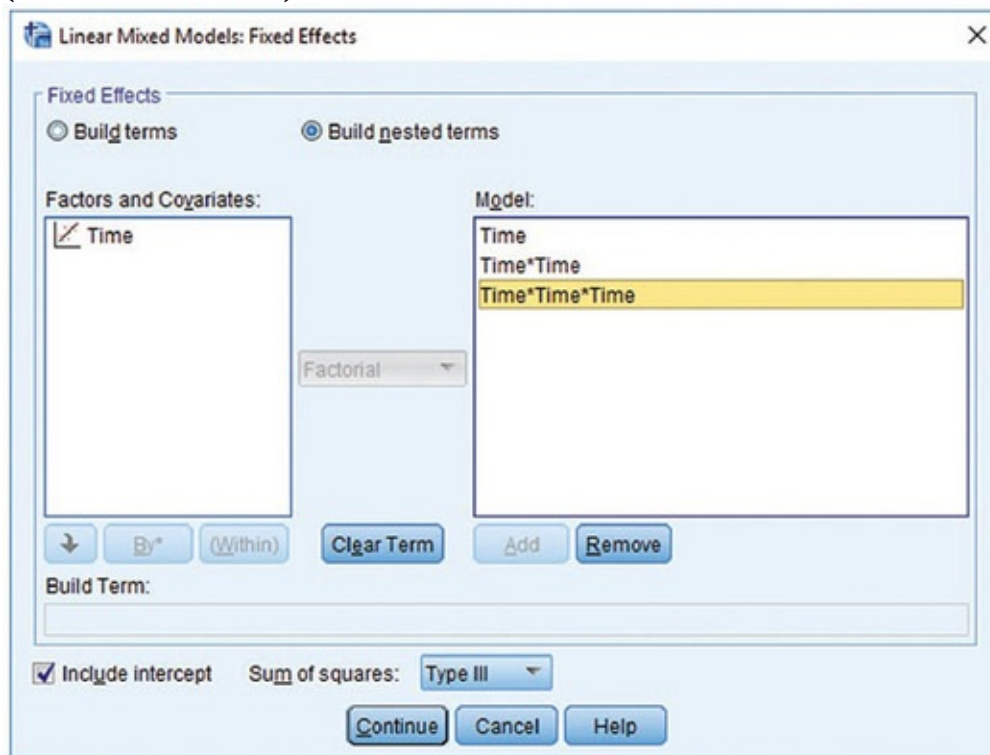 Linear Mixed Models: Fixed Effects
Fixed Effects
Build terms
Build nested terms
Factors and Covariates:
Model:
Time
Time
Time*Time
Time*Time*Time
Factorial
By*
(Within)
Clear Term
Add
Remove
Build Term:
Include intercept
Sum of squares:
Type III
Continue
Cancel
Help